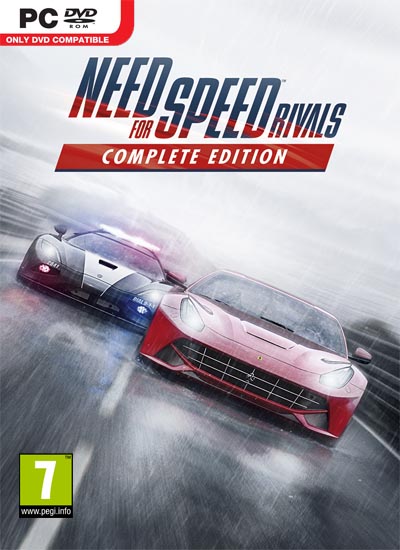 PC DVD
ROM
ONLY DVD COMPATIBLE
NEED
FOR SPEED RIVALS
COMPLETE EDITION
7
www.pegi.info